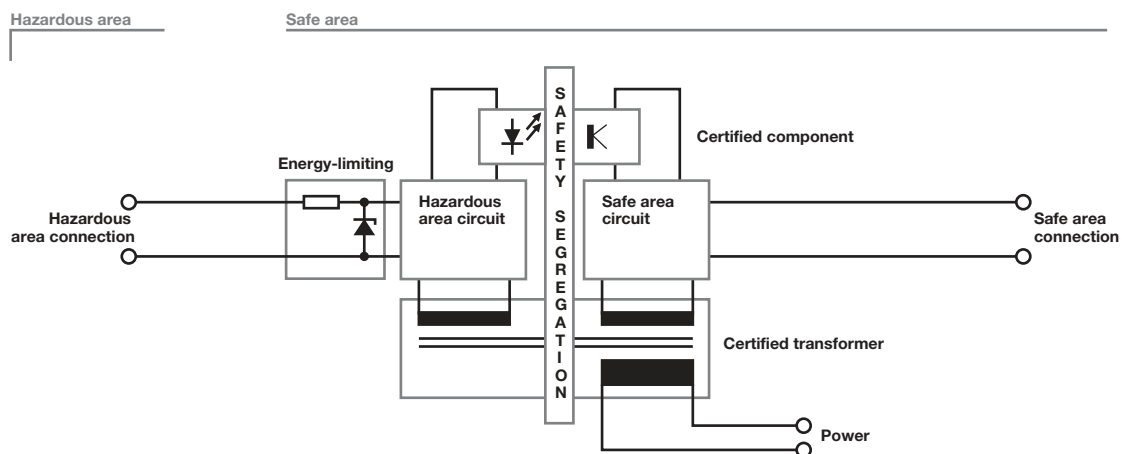 Hazardous area
Safe area
SAFETY SEGREGATION
Certified component
Energy-limiting
Hazardous
area circuit
Safe area
circuit
Hazardous
area connection
Safe area
connection
Certified transformer
Power